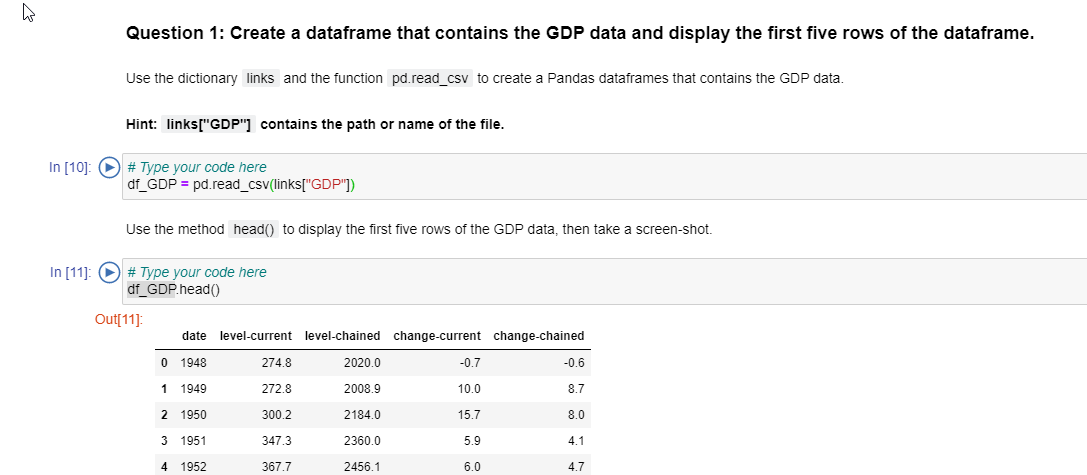 Question 1: Create a dataframe that contains the GDP data and display the first five rows of the dataframe.
Use the dictionary links and the function pd.read_csv to create a Pandas dataframes that contains the GDP data.
Hint: links["GDP"] contains the path or name of the file.
In [10]: # Type your code here
df_GDP = pd.read_csv(links["GDP"])
Use the method head() to display the first five rows of the GDP data, then take a screen-shot.
In [11]: # Type your code here
df_GDP.head()
Out[11]:
date level-current level-chained change-current change-chained
0 1948 274.8 2020.0 -0.7 -0.6
1 1949 272.8 2008.9 10.0 8.7
2 1950 300.2 2184.0 15.7 8.0
3 1951 347.3 2360.0 5.9 4.1
4 1952 367.7 2456.1 6.0 4.7